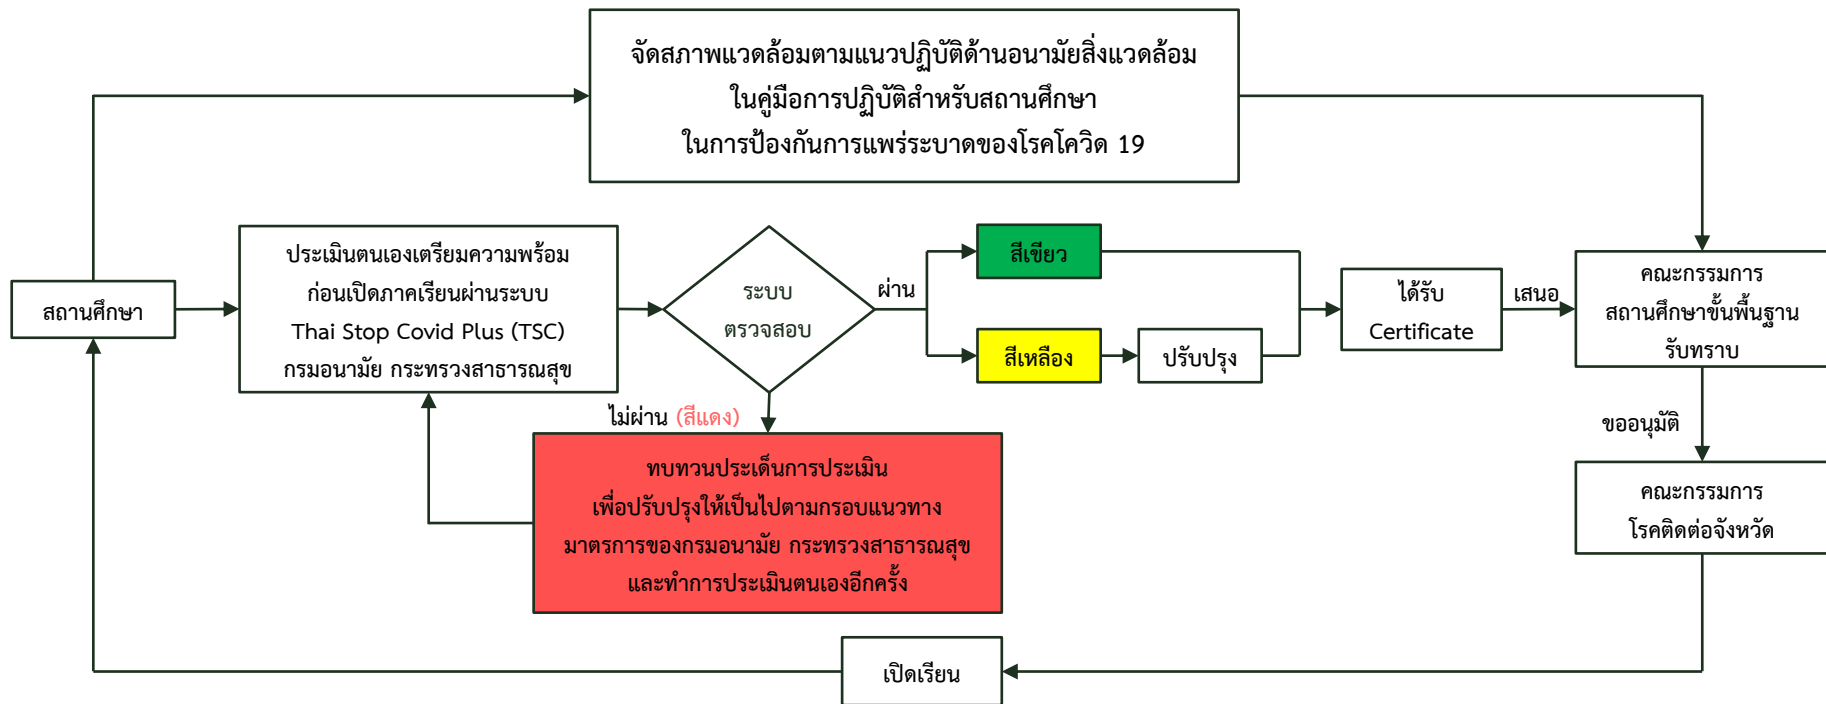 จัดสภาพแวดล้อมตามแนวปฏิบัติด้านอนามัยสิ่งแวดล้อม
ในคู่มือการปฏิบัติสำหรับสถานศึกษา
ในการป้องกันการแพร่ระบาดของโรคโควิด 19
สถานศึกษา
ประเมินตนเองเตรียมความพร้อม
ก่อนเปิดภาคเรียนผ่านระบบ
Thai Stop Covid Plus (TSC)
กรมอนามัย กระทรวงสาธารณสุข
ระบบ
ตรวจสอบ
ผ่าน
สีเขียว
สีเหลือง
ปรับปรุง
ได้รับ
Certificate
เสนอ
คณะกรรมการ
สถานศึกษาขั้นพื้นฐาน
รับทราบ
ไม่ผ่าน (สีแดง)
ทบทวนประเด็นการประเมิน
เพื่อปรับปรุงให้เป็นไปตามกรอบแนวทาง
มาตรการของกรมอนามัย กระทรวงสาธารณสุข
และทำการประเมินตนเองอีกครั้ง
ขออนุมัติ
คณะกรรมการ
โรคติดต่อจังหวัด
เปิดเรียน